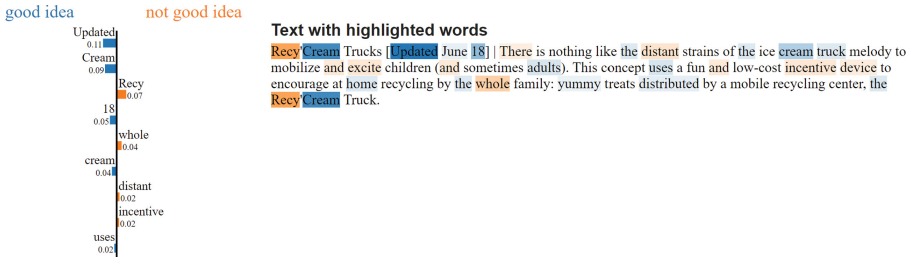 good idea
not good idea
Updated
0.11
Cream
0.09
Recy
0.07
18
0.05
whole
0.04
cream
0.04
distant
0.02
incentive
0.02
uses
0.02
Text with highlighted words
Recy'Cream Trucks [Updated June 18] | There is nothing like the distant strains of the ice cream truck melody to
mobilize and excite children (and sometimes adults). This concept uses a fun and low-cost incentive device to
encourage at home recycling by the whole family: yummy treats distributed by a mobile recycling center, the
Recy'Cream Truck.